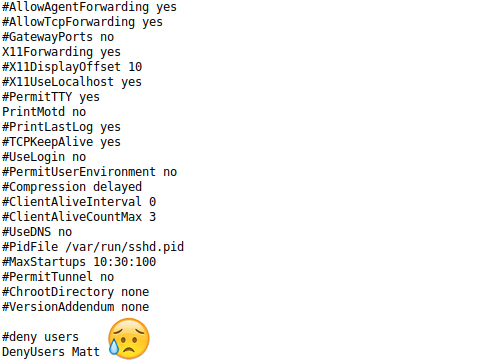 #AllowAgentForwarding yes
#AllowTcpForwarding yes
#GatewayPorts no
X11Forwarding yes
#X11DisplayOffset 10
#X11UseLocalhost yes
#PermitTTY yes
PrintMotd no
#PrintLastLog yes
#TCPKeepAlive yes
#UseLogin no
#PermitUserEnvironment no
#Compression delayed
#ClientAliveInterval 0
#ClientAliveCountMax 3
#UseDNS no
#PidFile /var/run/sshd.pid
#MaxStartups 10:30:100
#PermitTunnel no
#ChrootDirectory none
#VersionAddendum none
#deny users
DenyUsers Matt